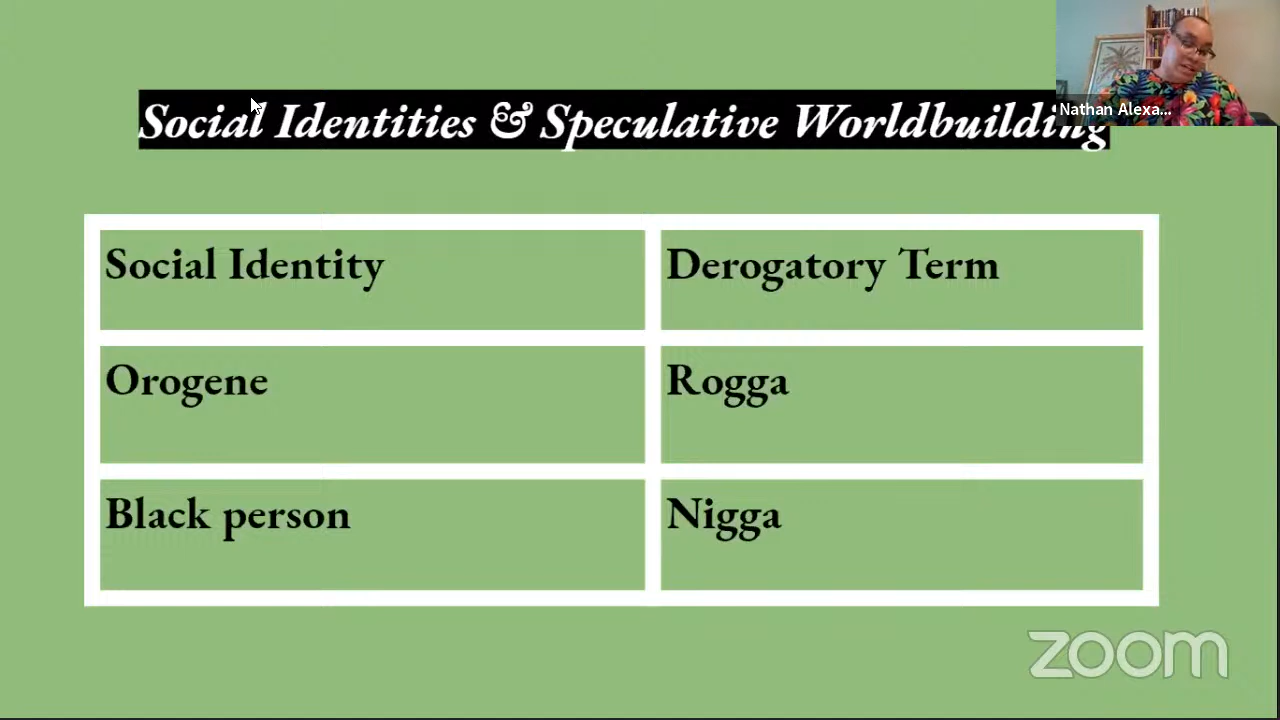 Social Identities & Speculative Worldbuilding
Nathan Alexa...
Social Identity
Derogatory Term
Orogene
Rogga
Black person
Nigga
zoom